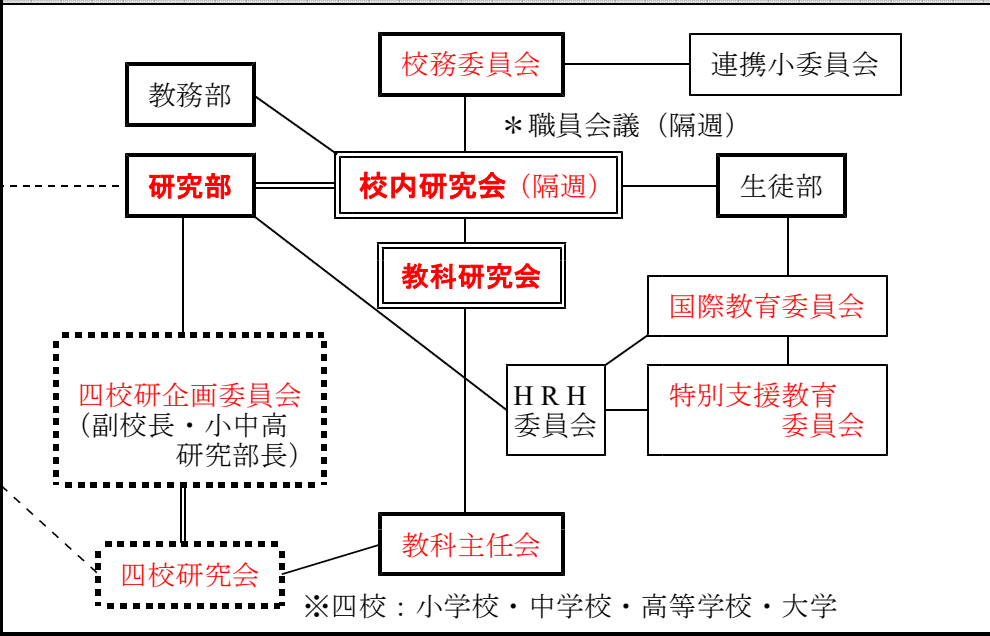 校務委員会
連携小委員会
教務部
＊職員会議（隔週）
研究部
校内研究会（隔週）
生徒部
教科研究会
国際教育委員会
四校研企画委員会
（副校長・小中高
研究部長）
ＨＲＨ
委員会
特別支援教育
委員会
教科主任会
四校研究会
※四校：小学校・中学校・高等学校・大学